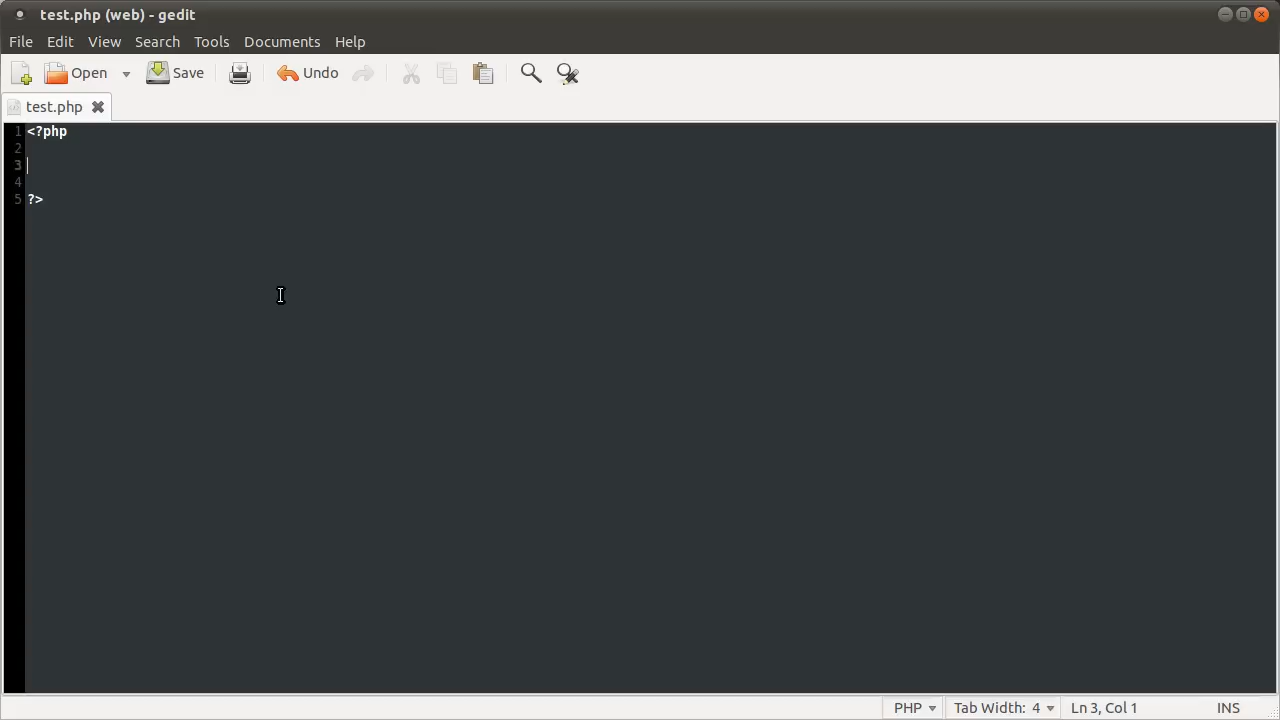 test.php (web) - gedit
File Edit View Search Tools Documents Help
Open Save Undo
test.php
1 <?php
2
3
4
5 ?>
PHP Tab Width: 4 Ln 3, Col 1 INS